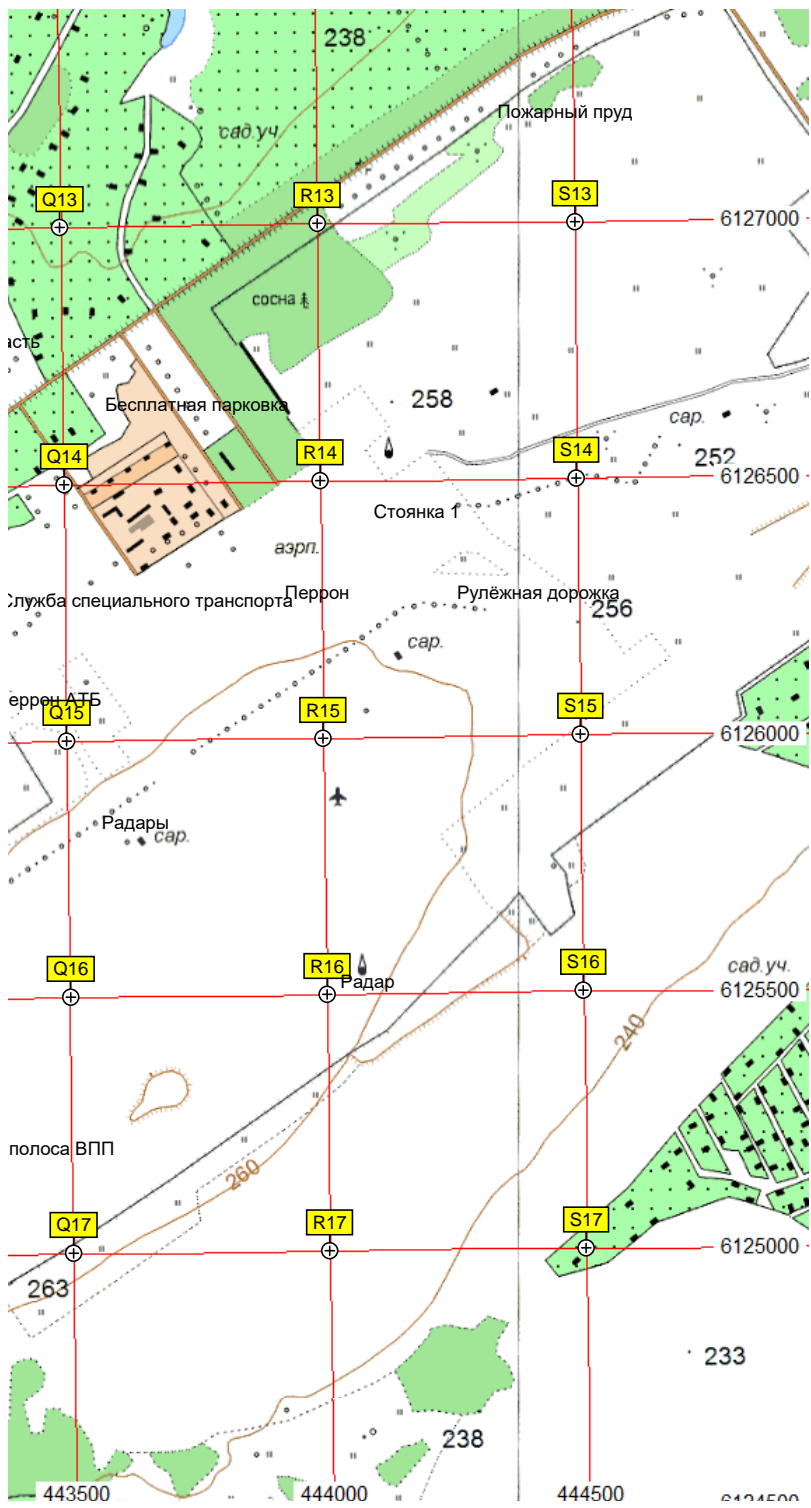 238
Пожарный пруд
сад.уч.
Q13
R13
S13
6127000
сосна
асть
Бесплатная парковка
258
сар.
Q14
R14
S14
252
6126500
Стоянка 1
аэрп.
Служба специального транспорта
Перрон
Рулёжная дорожка
256
сар.
еррон АТБ
Q15
R15
S15
6126000
Радары
сар.
Q16
R16
S16
сад.уч.
Радар
6125500
240
полоса ВПП
260
Q17
R17
S17
6125000
263
233
238
443500
444000
444500
6124500